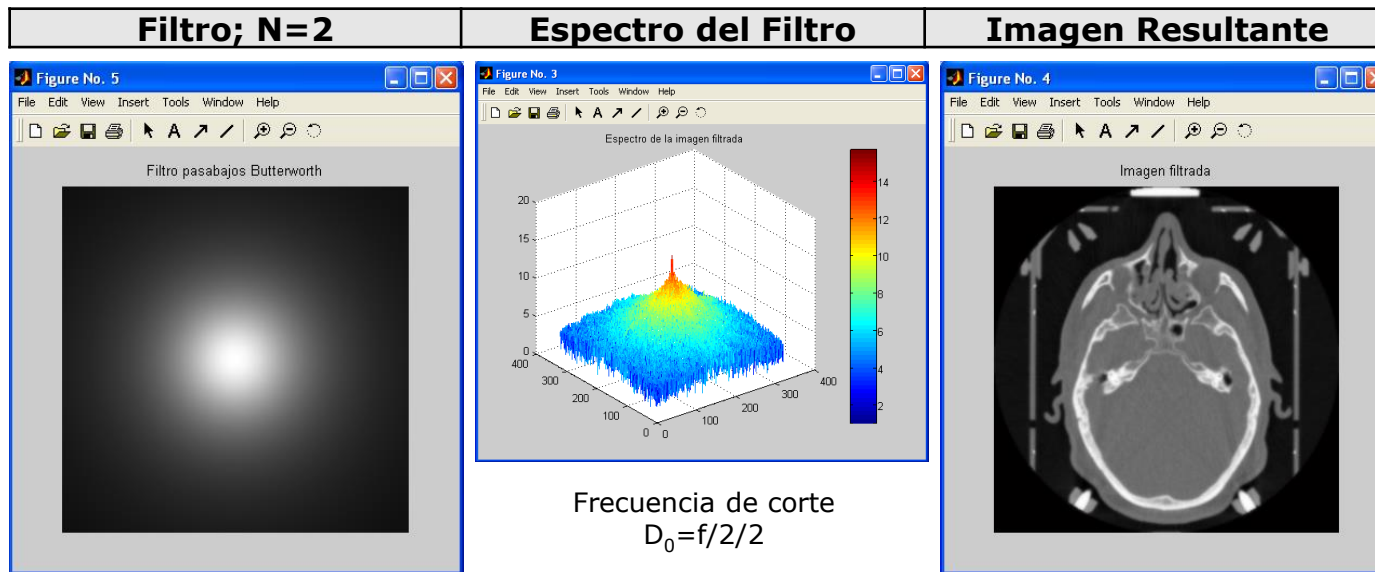 Filtro; N=2
Espectro del Filtro
Imagen Resultante
Figure No. 5
File Edit View Insert Tools Window Help
Filtro pasabajos Butterworth
Figure No. 3
File Edit View Insert Tools Window Help
Espectro de la imagen filtrada
20
15
10
5
0
400
300
200
100
0
0
100
200
300
400
14
12
10
8
6
4
2
Frecuencia de corte
D₀=f/2/2
Figure No. 4
File Edit View Insert Tools Window Help
Imagen filtrada